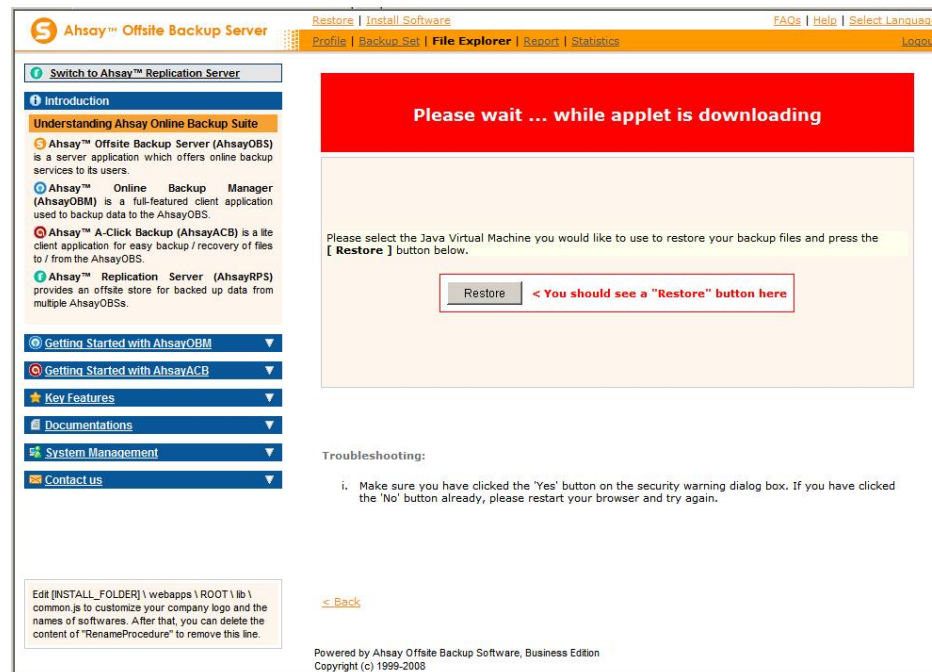 Ahsay™ Offsite Backup Server
Restore | Install Software
FAQs | Help | Select Languag
Profile | Backup Set | File Explorer | Report | Statistics
Logou
Switch to Ahsay™ Replication Server
Introduction
Understanding Ahsay Online Backup Suite
Ahsay™ Offsite Backup Server (AhsayOBS)
is a server application which offers online backup
services to its users.
Ahsay™ Online Backup Manager
(AhsayOBM) is a full-featured client application
used to backup data to the AhsayOBS.
Ahsay™ A-Click Backup (AhsayACB) is a lite
client application for easy backup / recovery of files
to / from the AhsayOBS.
Ahsay™ Replication Server (AhsayRPS)
provides an offsite store for backed up data from
multiple AhsayOBSs.
Getting Started with AhsayOBM
Getting Started with AhsayACB
Key Features
Documentations
System Management
Contact us
Edit [INSTALL_FOLDER] \ webapps \ ROOT \ lib \
common.js to customize your company logo and the
names of softwares. After that, you can delete the
content of "RenameProcedure" to remove this line.
Please wait ... while applet is downloading
Please select the Java Virtual Machine you would like to use to restore your backup files and press the
[ Restore ] button below.
Restore < You should see a "Restore" button here
Troubleshooting:
i. Make sure you have clicked the 'Yes' button on the security warning dialog box. If you have clicked
the 'No' button already, please restart your browser and try again.
< Back
Powered by Ahsay Offsite Backup Software, Business Edition
Copyright (c) 1999-2008